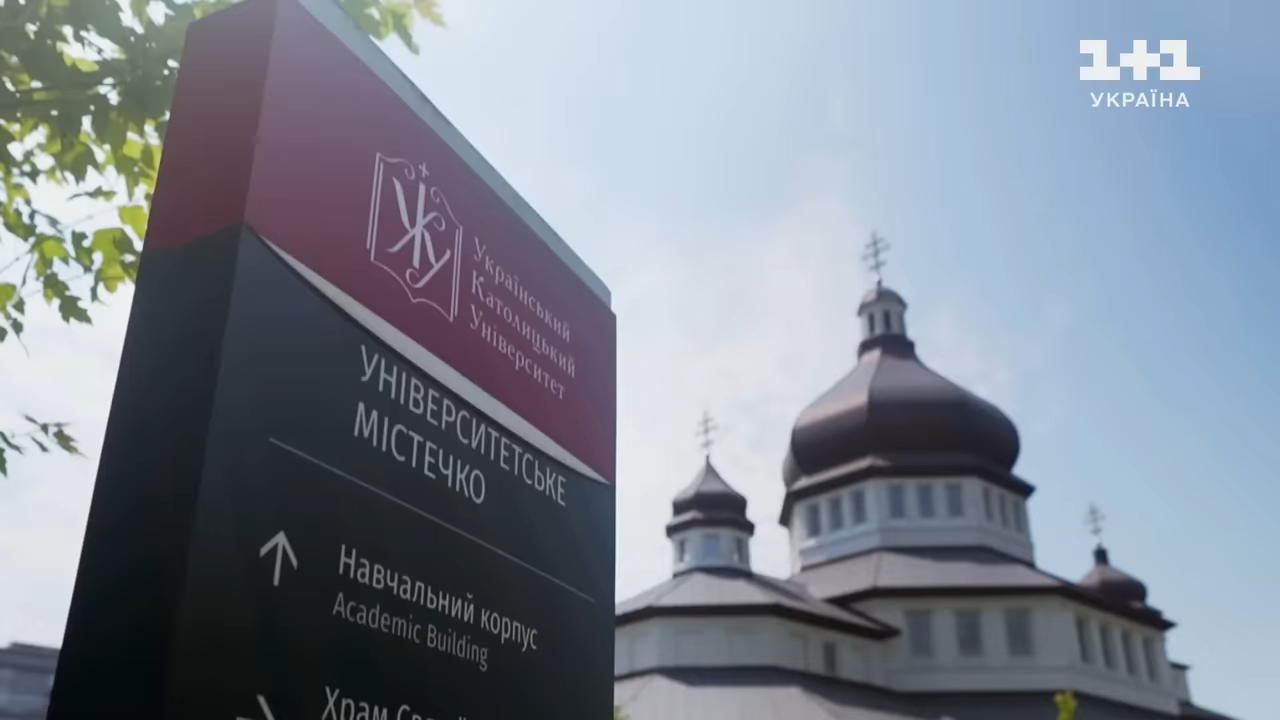 1+1
УКРАЇНА
Український
Католицький
Університет
УНІВЕРСИТЕТСЬКЕ
МІСТЕЧКО
Навчальний корпус
Academic Building
Храм